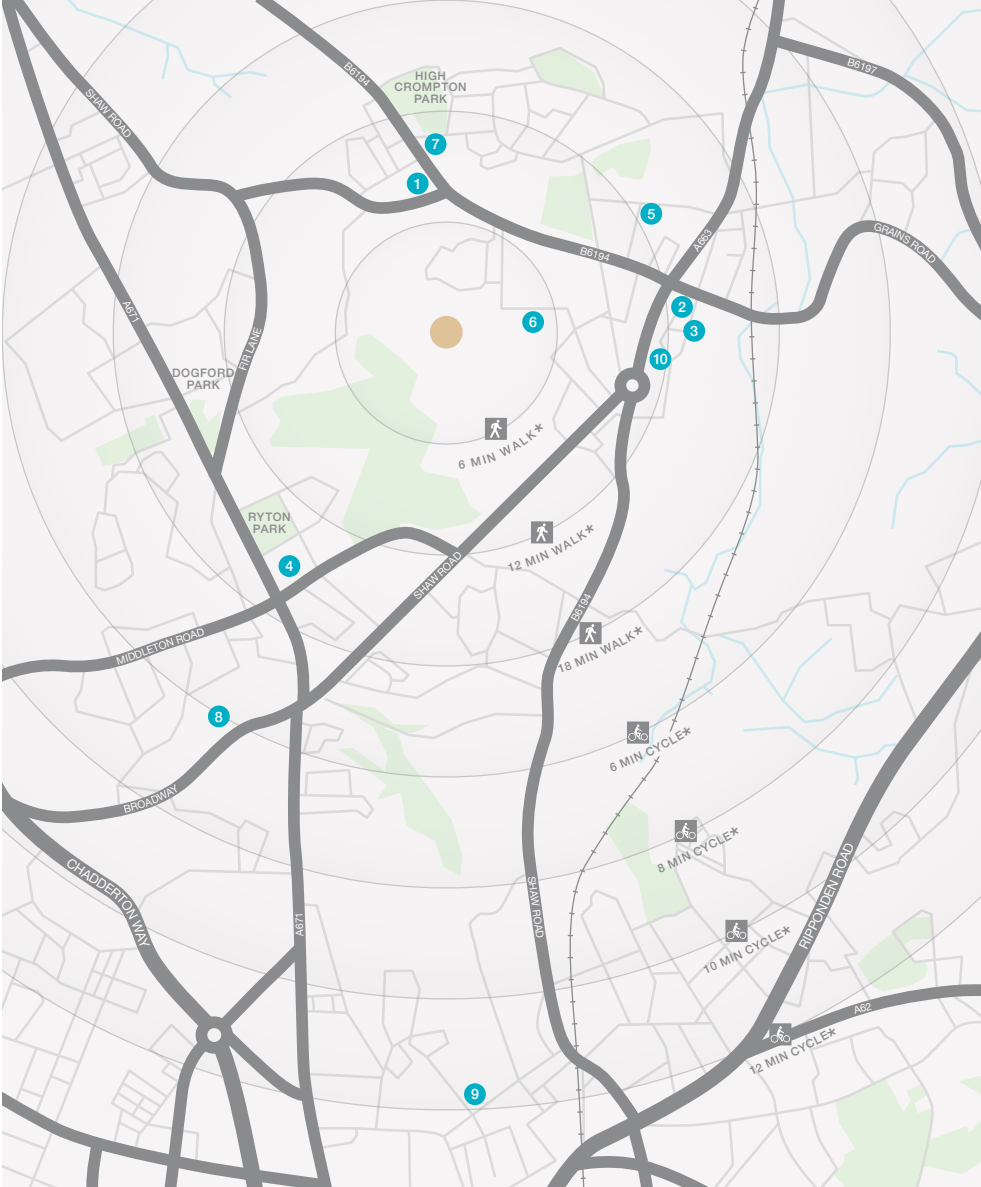 B6194
B6197
HIGH
CROMPTON
PARK
SHAW ROAD
7
1
5
A663
GRAINS ROAD
B6194
2
6
3
A671
FIR LANE
10
DOGFORD
PARK
6 MIN WALK*
RYTON
PARK
12 MIN WALK*
4
SHAW ROAD
B6194
18 MIN WALK*
MIDDLETON ROAD
8
6 MIN CYCLE*
BROADWAY
8 MIN CYCLE*
CHADDERTON WAY
A671
SHAW ROAD
RIPPONDEN ROAD
10 MIN CYCLE*
A62
12 MIN CYCLE*
9